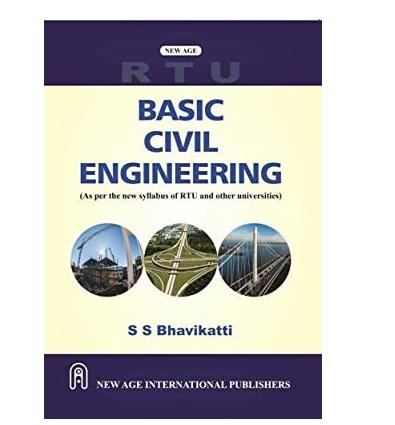 NEW AGE
RTU
BASIC
CIVIL
ENGINEERING
(As per the new syllabus of RTU and other universities)
S S Bhavikatti
NEW AGE INTERNATIONAL PUBLISHERS